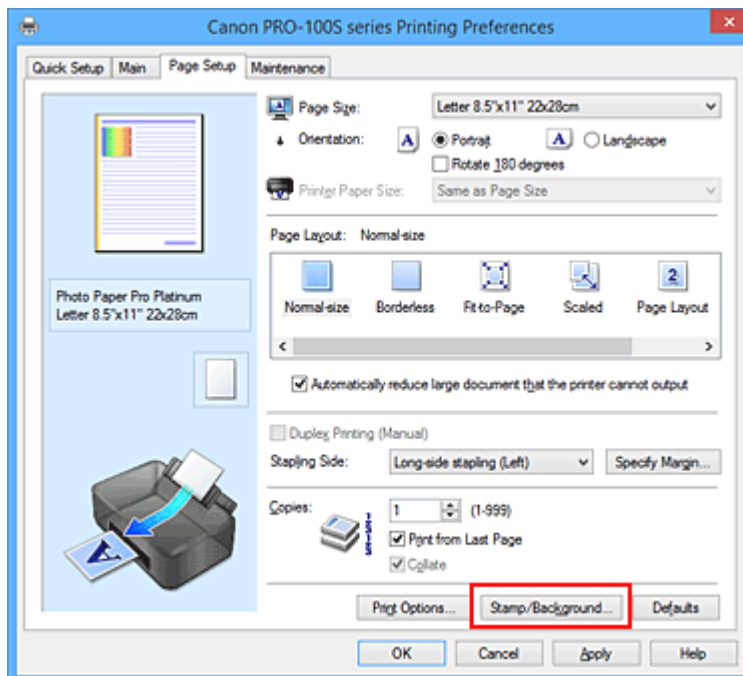 Canon PRO-100S series Printing Preferences
Quick Setup Main Page Setup Maintenance
Page Size: Letter 8.5"x11" 22x28cm
Orientation: A Portrait A Landscape
Rotate 180 degrees
Printer Paper Size: Same as Page Size
Page Layout: Normal-size
Normal-size Borderless Fit-to-Page Scaled Page Layout
2
Photo Paper Pro Platinum
Letter 8.5"x11" 22x28cm
Automatically reduce large document that the printer cannot output
Duplex Printing (Manual)
Stapling Side: Long-side stapling (Left) Specify Margin...
Copies: 1 (1-999)
Print from Last Page
Collate
A
Print Options... Stamp/Background... Defaults
OK Cancel Apply Help